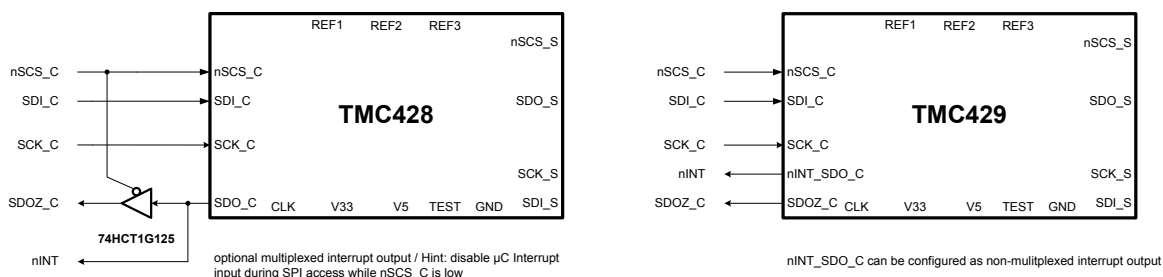 REF1 REF2 REF3
nSCS_S
nSCS_C nSCS_C
SDI_C SDI_C SDO_S
TMC428
SCK_C SCK_C
SCK_S
SDOZ_C SDO_C CLK V33 V5 TEST GND SDI_S
74HCT1G125
nINT
optional multiplexed interrupt output / Hint: disable µC Interrupt
input during SPI access while nSCS_C is low
REF1 REF2 REF3
nSCS_S
nSCS_C nSCS_C
SDI_C SDI_C SDO_S
TMC429
SCK_C SCK_C
nINT nINT_SDO_C
SCK_S
SDOZ_C SDOZ_C CLK V33 V5 TEST GND SDI_S
nINT_SDO_C can be configured as non-mulitplexed interrupt output